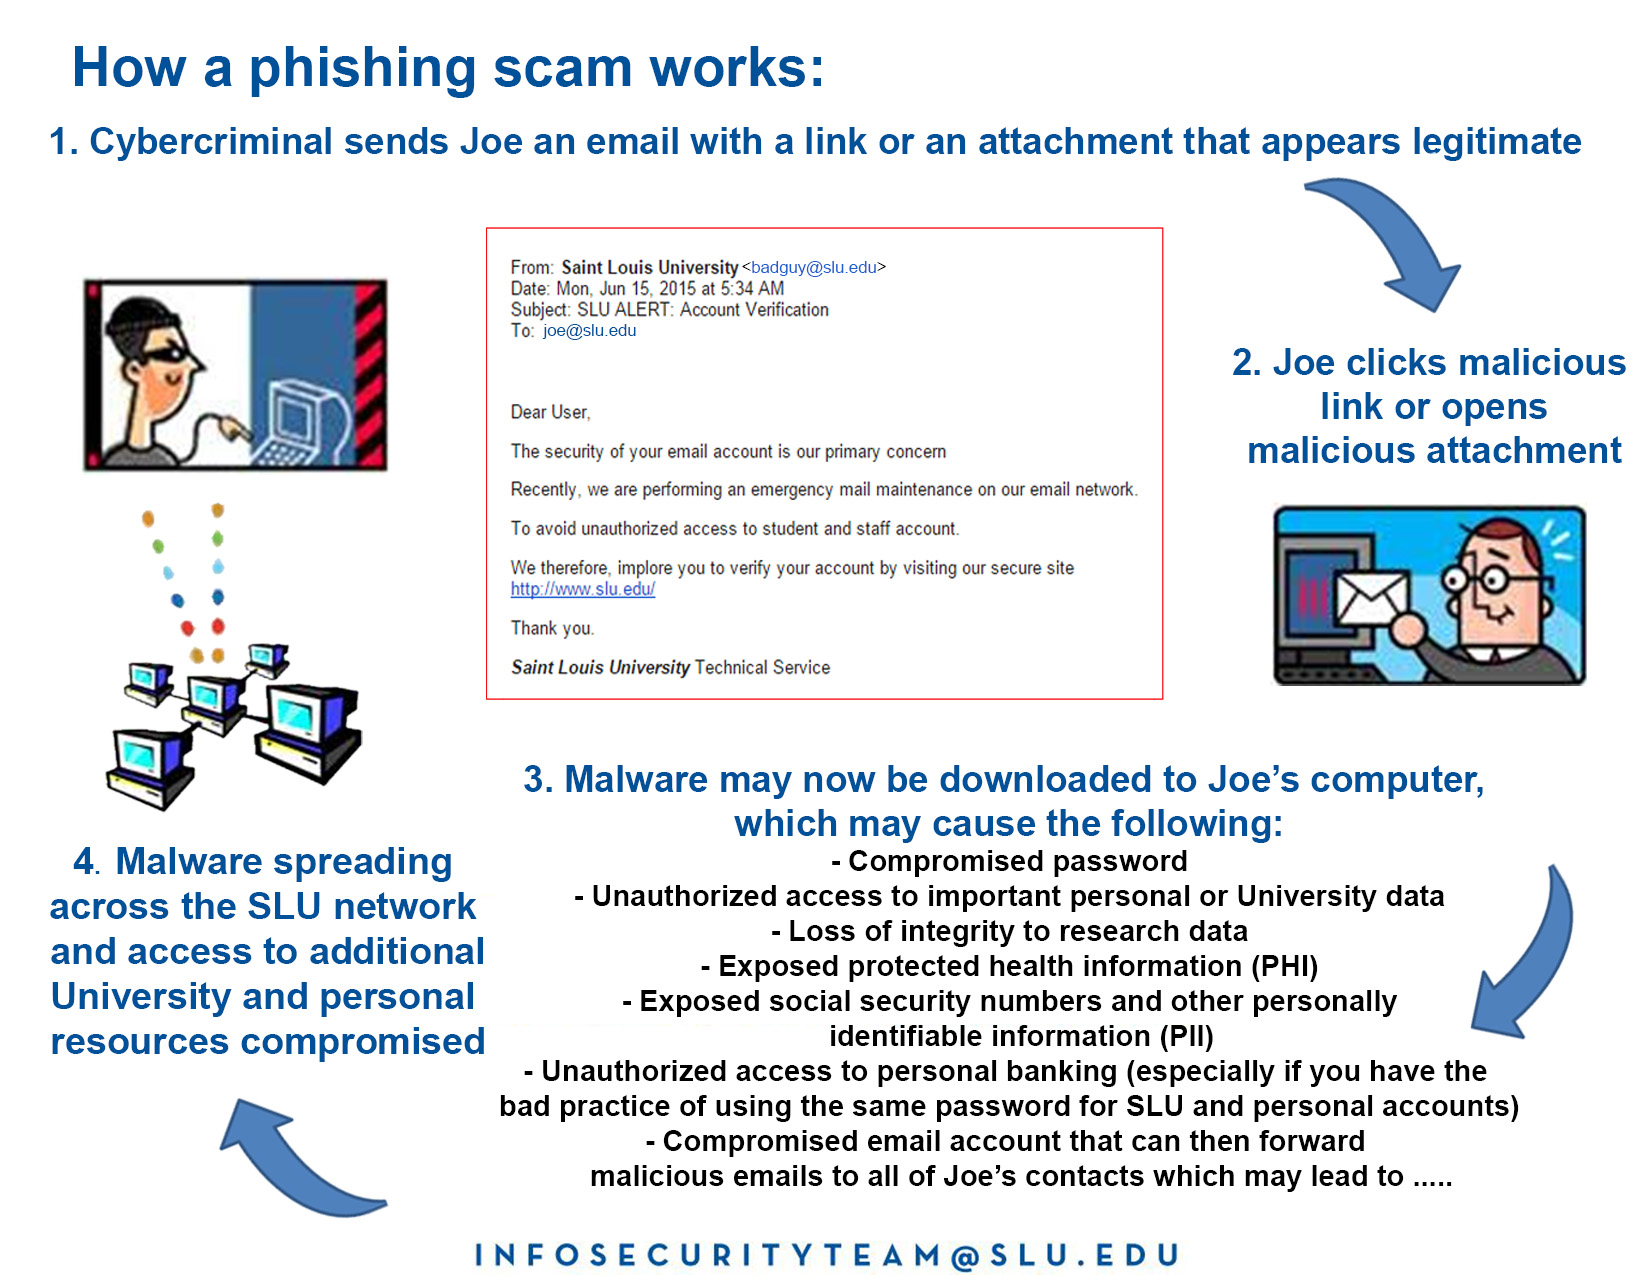 How a phishing scam works:
1. Cybercriminal sends Joe an email with a link or an attachment that appears legitimate
From: Saint Louis University <badguy@slu.edu>
Date: Mon, Jun 15, 2015 at 5:34 AM
Subject: SLU ALERT: Account Verification
To: joe@slu.edu
Dear User,
The security of your email account is our primary concern
Recently, we are performing an emergency mail maintenance on our email network.
To avoid unauthorized access to student and staff account.
We therefore, implore you to verify your account by visiting our secure site
http://www.slu.edu/
Thank you.
Saint Louis University Technical Service
2. Joe clicks malicious
link or opens
malicious attachment
3. Malware may now be downloaded to Joe’s computer,
which may cause the following:
- Compromised password
- Unauthorized access to important personal or University data
- Loss of integrity to research data
- Exposed protected health information (PHI)
- Exposed social security numbers and other personally
identifiable information (PII)
- Unauthorized access to personal banking (especially if you have the
bad practice of using the same password for SLU and personal accounts)
- Compromised email account that can then forward
malicious emails to all of Joe’s contacts which may lead to .....
4. Malware spreading
across the SLU network
and access to additional
University and personal
resources compromised
INFOSECURITYTEAM@SLU.EDU